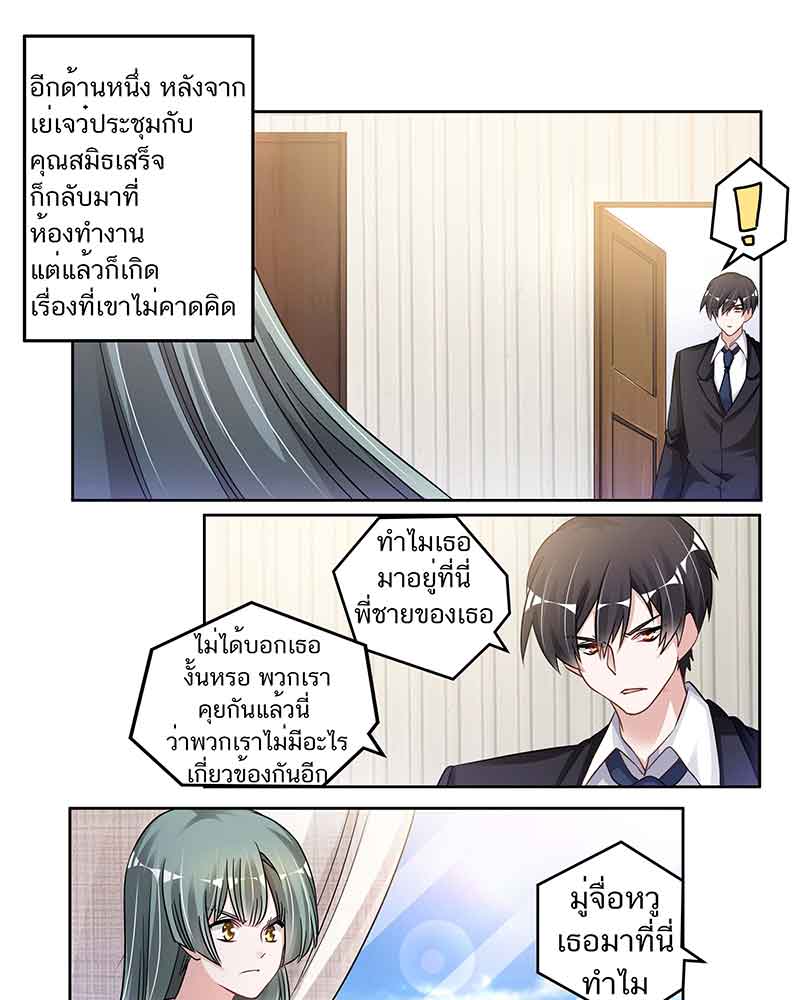 อีกด้านหนึ่ง หลังจาก
เย่เจว๋ประชุมกับ
คุณสมิธเสร็จ
ก็กลับมาที่
ห้องทำงาน
แต่แล้วก็เกิด
เรื่องที่เขาไม่คาดคิด
!
ทำไมเธอ
มาอยู่ที่นี่
พี่ชายของเธอ
ไม่ได้บอกเธอ
งั้นหรอ พวกเรา
คุยกันแล้วนี่
ว่าพวกเราไม่มีอะไร
เกี่ยวข้องกันอีก
มู่จื่อหวู
เธอมาที่นี่
ทำไม